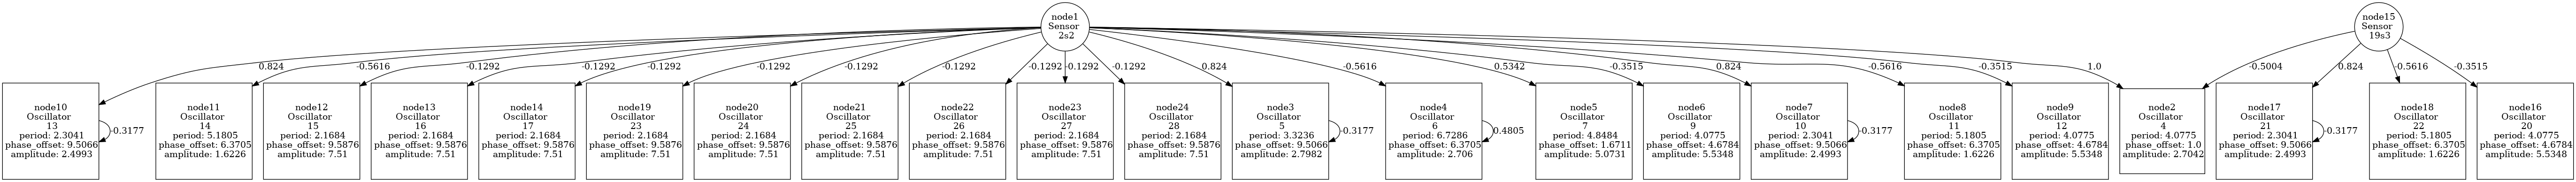 node1
Sensor
2s2
node15
Sensor
19s3
0.824
-0.5616
-0.1292
-0.1292
-0.1292
-0.1292
-0.1292
-0.1292
-0.1292
-0.1292
-0.1292
0.824
-0.5616
0.5342
-0.3515
0.824
-0.5616
-0.3515
1.0
-0.5004
0.824
-0.5616
-0.3515
node10
Oscillator
13
period: 2.3041
phase_offset: 9.5066
amplitude: 2.4993
-0.3177
node11
Oscillator
14
period: 5.1805
phase_offset: 6.3705
amplitude: 1.6226
node12
Oscillator
15
period: 2.1684
phase_offset: 9.5876
amplitude: 7.51
node13
Oscillator
16
period: 2.1684
phase_offset: 9.5876
amplitude: 7.51
node14
Oscillator
17
period: 2.1684
phase_offset: 9.5876
amplitude: 7.51
node19
Oscillator
23
period: 2.1684
phase_offset: 9.5876
amplitude: 7.51
node20
Oscillator
24
period: 2.1684
phase_offset: 9.5876
amplitude: 7.51
node21
Oscillator
25
period: 2.1684
phase_offset: 9.5876
amplitude: 7.51
node22
Oscillator
26
period: 2.1684
phase_offset: 9.5876
amplitude: 7.51
node23
Oscillator
27
period: 2.1684
phase_offset: 9.5876
amplitude: 7.51
node24
Oscillator
28
period: 2.1684
phase_offset: 9.5876
amplitude: 7.51
node3
Oscillator
5
period: 3.3236
phase_offset: 9.5066
amplitude: 2.7982
-0.3177
node4
Oscillator
6
period: 6.7286
phase_offset: 6.3705
amplitude: 2.706
0.4805
node5
Oscillator
7
period: 4.8484
phase_offset: 1.6711
amplitude: 5.0731
node6
Oscillator
9
period: 4.0775
phase_offset: 4.6784
amplitude: 5.5348
node7
Oscillator
10
period: 2.3041
phase_offset: 9.5066
amplitude: 2.4993
-0.3177
node8
Oscillator
11
period: 5.1805
phase_offset: 6.3705
amplitude: 1.6226
node9
Oscillator
12
period: 4.0775
phase_offset: 4.6784
amplitude: 5.5348
node2
Oscillator
4
period: 4.0775
phase_offset: 1.0
amplitude: 2.7042
node17
Oscillator
21
period: 2.3041
phase_offset: 9.5066
amplitude: 2.4993
-0.3177
node18
Oscillator
22
period: 5.1805
phase_offset: 6.3705
amplitude: 1.6226
node16
Oscillator
20
period: 4.0775
phase_offset: 4.6784
amplitude: 5.5348